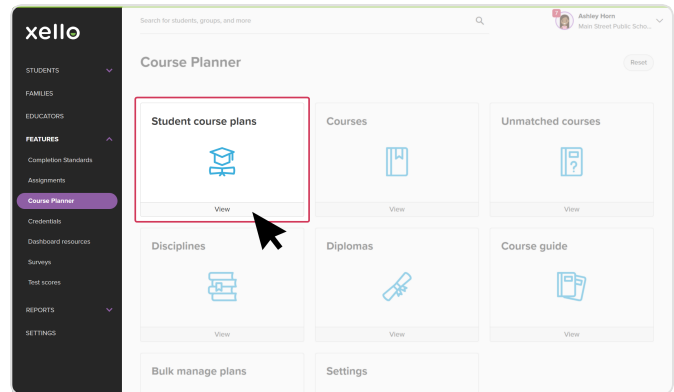 xello
Search for students, groups, and more
?
Ashley Horn
Main Street Public Scho...
STUDENTS
FAMILIES
EDUCATORS
FEATURES
Completion Standards
Assignments
Course Planner
Credentials
Dashboard resources
Surveys
Test scores
REPORTS
SETTINGS
Course Planner
Reset
Student course plans
View
Courses
View
Unmatched courses
?
View
Disciplines
View
Diplomas
View
Course guide
View
Bulk manage plans
Settings